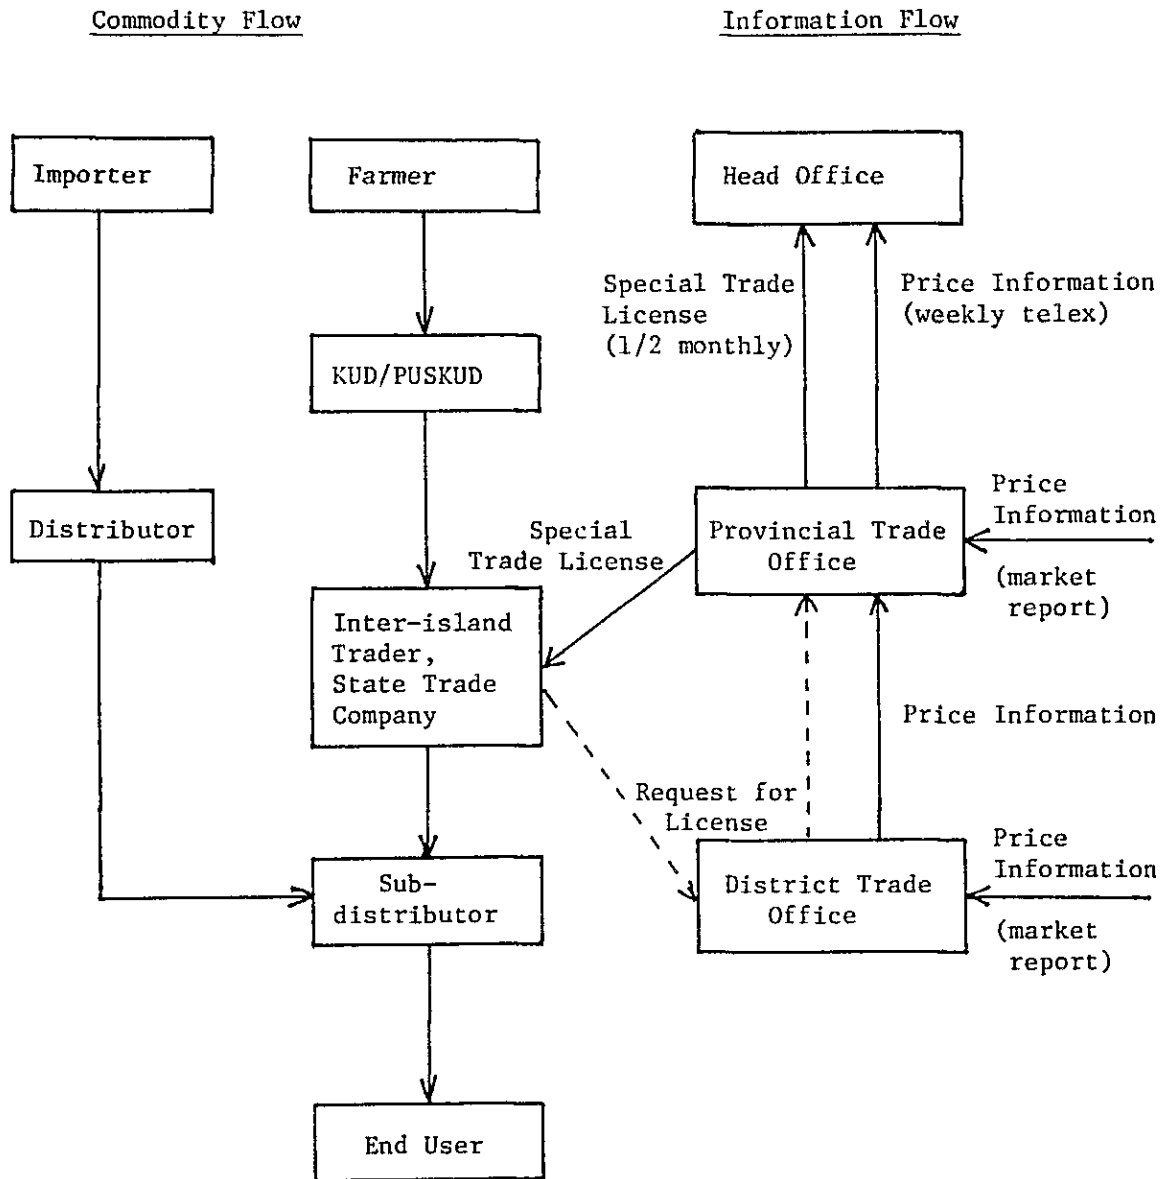 Commodity Flow
Information Flow
Importer
Farmer
Head Office
Special Trade
License
(1/2 monthly)
Price Information
(weekly telex)
KUD/PUSKUD
Distributor
Special
Trade License
Provincial Trade
Office
Price
Information
(market
report)
Inter-island
Trader,
State Trade
Company
Price Information
Request for
License
Sub-
distributor
District Trade
Office
Price
Information
(market
report)
End User